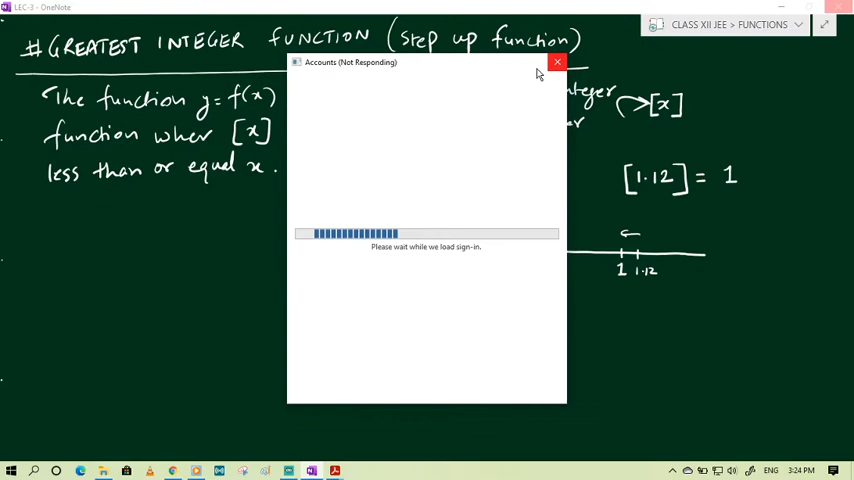 LEC-3 - OneNote
CLASS XII JEE > FUNCTIONS
#GREATEST INTEGER FUNCTION (step up function)
Accounts (Not Responding)
The function y=f(x) integer [x]
function wher [x]
less than or equal x.
[1.12] = 1
Please wait while we load sign-in.
1 1.12
ENG 3:24 PM